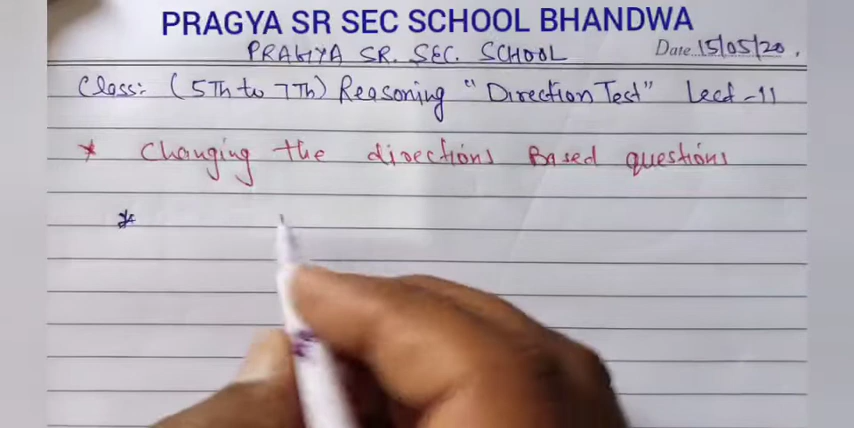 PRAGYA SR SEC SCHOOL BHANDWA
PRAGYA SR. SEC. SCHOOL Date 15/05/20.
Class: (5Th to 7Th) Reasoning "Direction Test" Lect -11
* Changing the directions Based questions
*